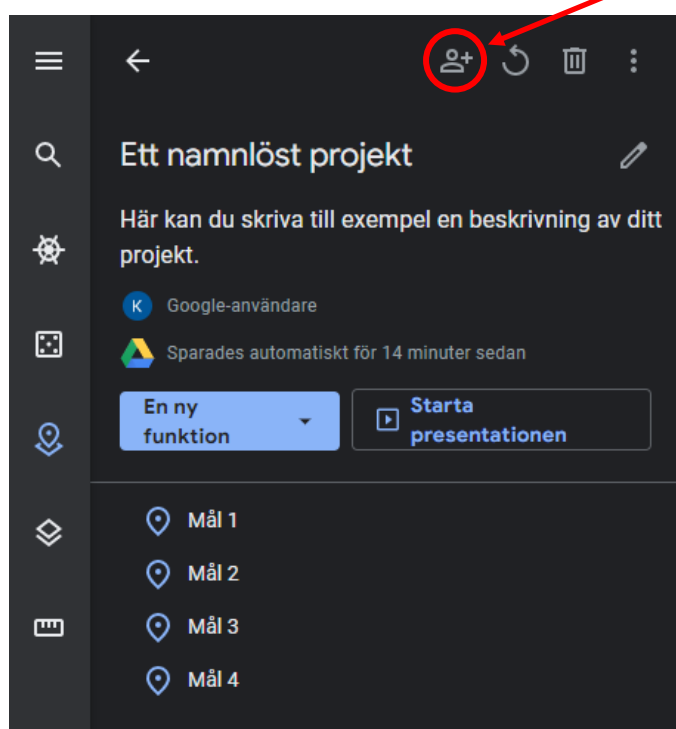 Ett namnlöst projekt
Här kan du skriva till exempel en beskrivning av ditt
projekt.
K Google-användare
Sparades automatiskt för 14 minuter sedan
En ny
funktion
Starta
presentationen
Mål 1
Mål 2
Mål 3
Mål 4